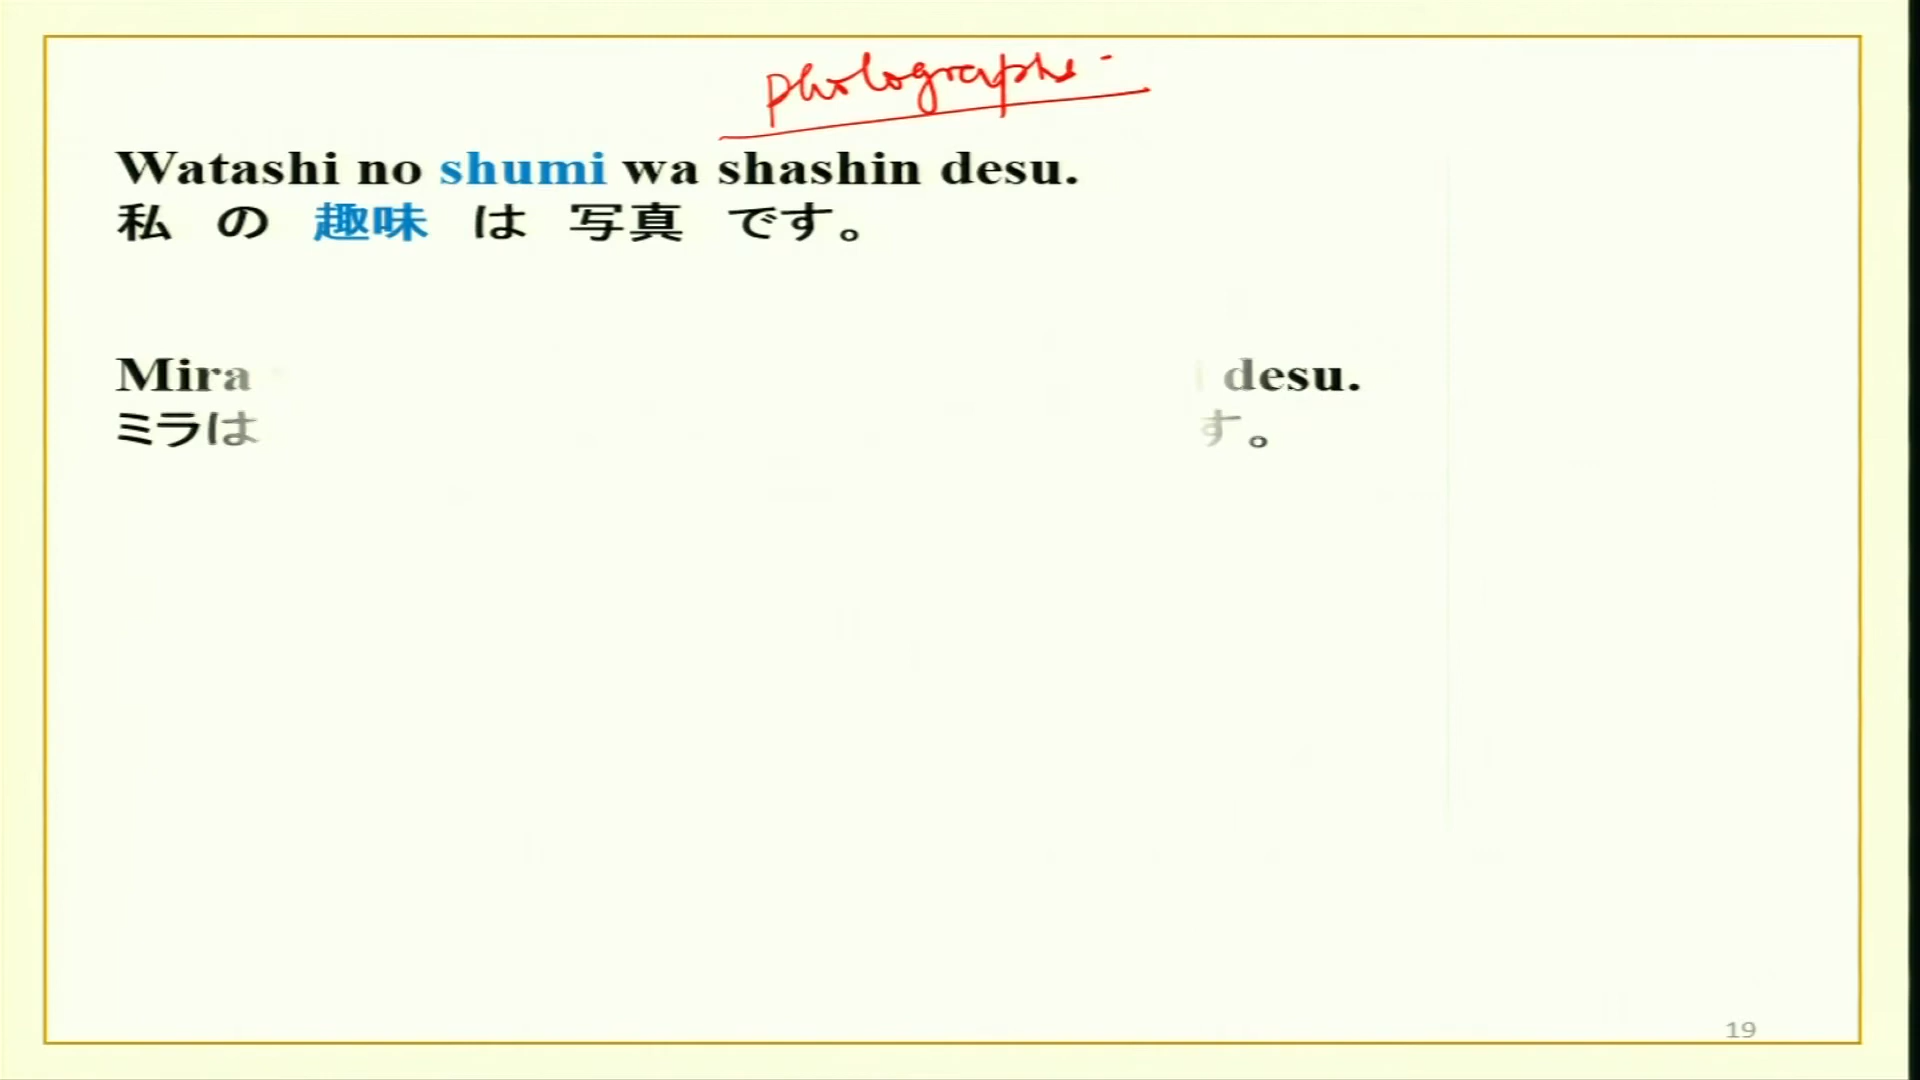 photographs -
Watashi no shumi wa shashin desu.
私 の 趣味 は 写真 です。
Mira desu.
ミラは す。
19